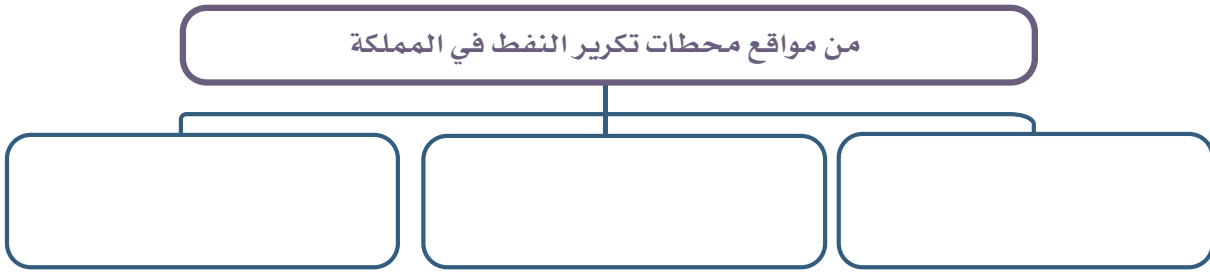 من مواقع محطات تكرير النفط في المملكة